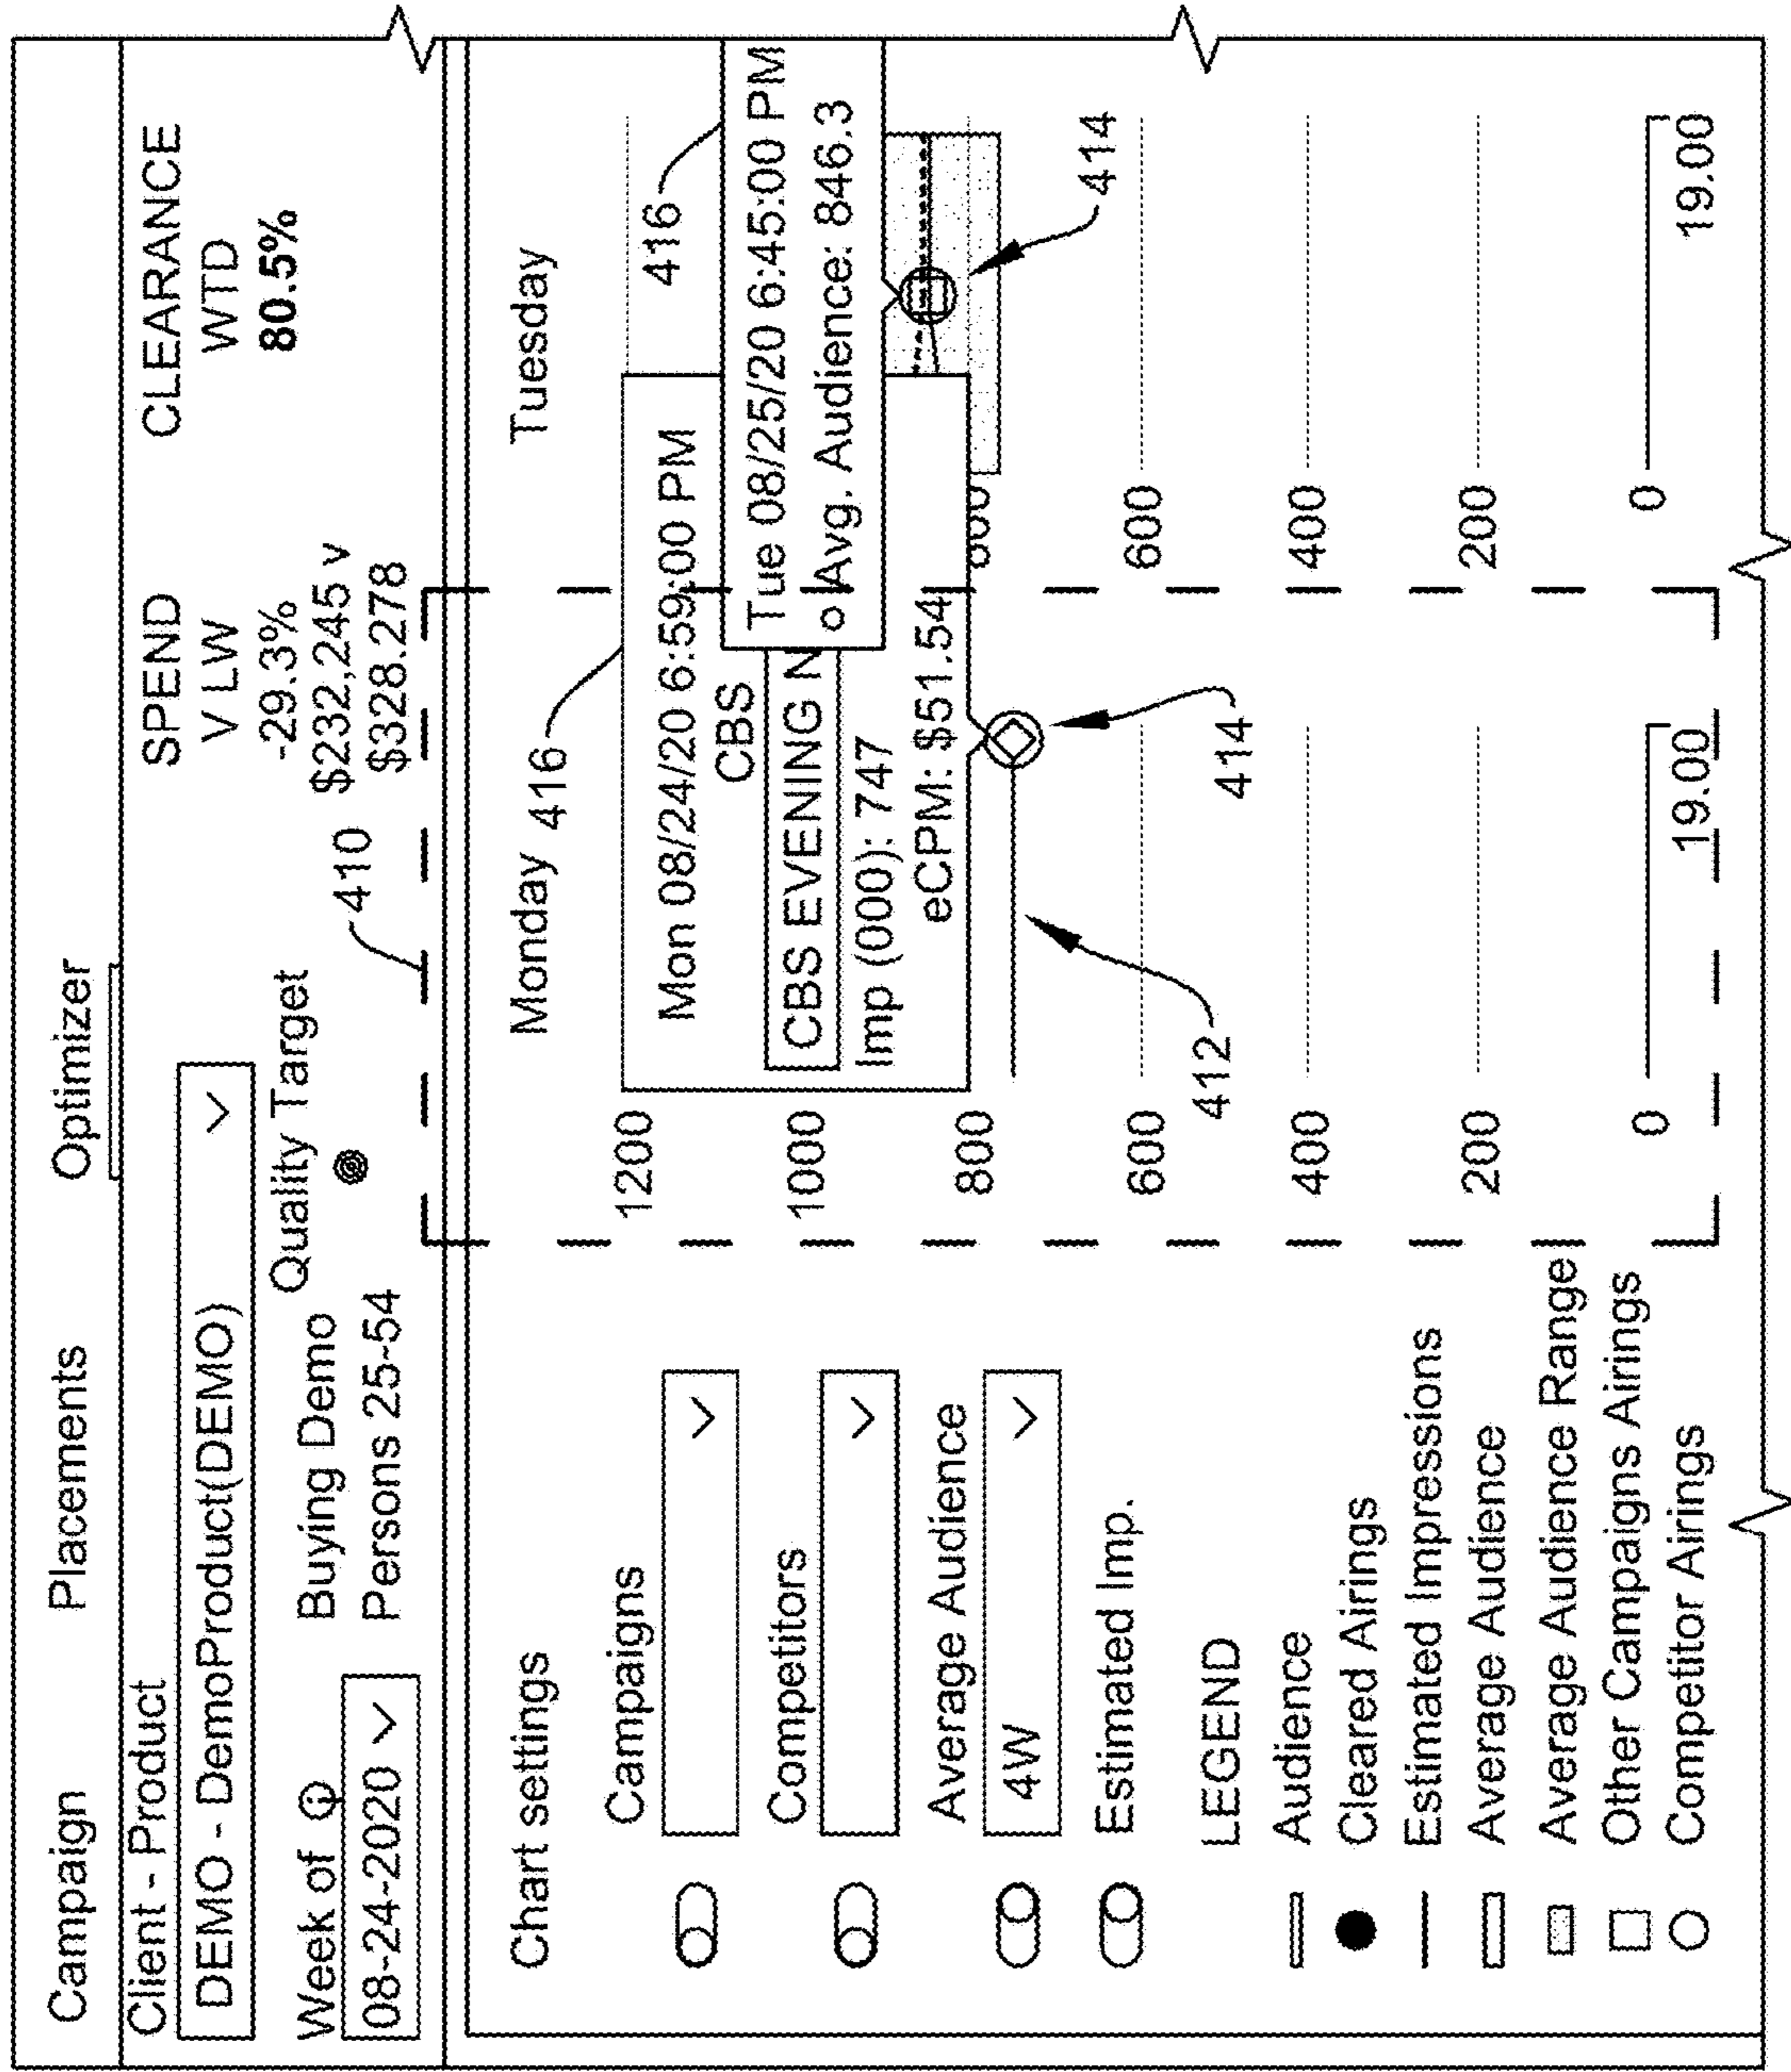 Campaign Placements Optimizer
Client - Product
DEMO - DemoProduct(DEMO)
Week of
08-24-2020
Buying Demo
Persons 25-54
Quality Target
SPEND
V LW
-29.3%
$232,245 v
$328.278
CLEARANCE
WTD
80.5%
410
Chart settings
Campaigns
Competitors
Average Audience
4W
Estimated Imp.
LEGEND
Audience
Cleared Airings
Estimated Impressions
Average Audience
Average Audience Range
Other Campaigns Airings
Competitor Airings
Monday
416
1200
1000
800
600
400
200
0
19.00
Mon 08/24/20 6:59:00 PM
CBS
CBS EVENING N
Imp (000): 747
eCPM: $51.54
412
414
Tuesday
416
Tue 08/25/20 6:45:00 PM
Avg. Audience: 846.3
414
600
400
200
0
19.00